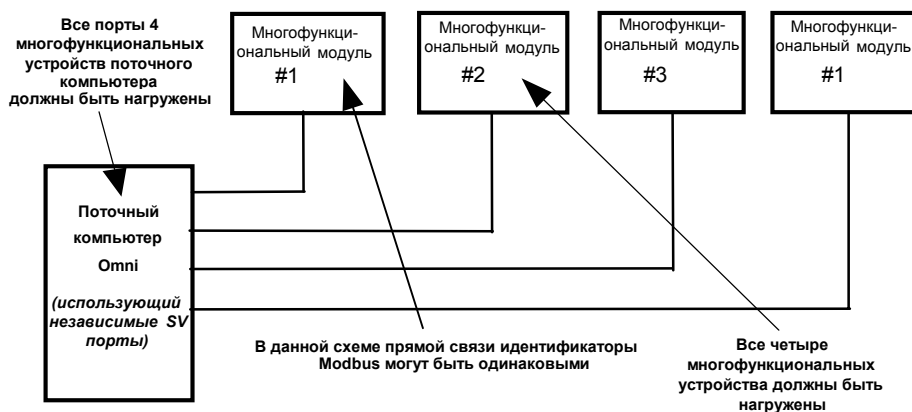 Все порты 4
многофункциональных
устройств поточного
компьютера
должны быть нагружены
Многофункци-
ональный модуль
#1
Многофункци-
ональный модуль
#2
Многофункци-
ональный модуль
#3
Многофункци-
ональный модуль
#1
Поточный
компьютер
Omni
(использующий
независимые SV
порты)
В данной схеме прямой связи идентификаторы
Modbus могут быть одинаковыми
Все четыре
многофункциональных
устройства должны быть
нагружены